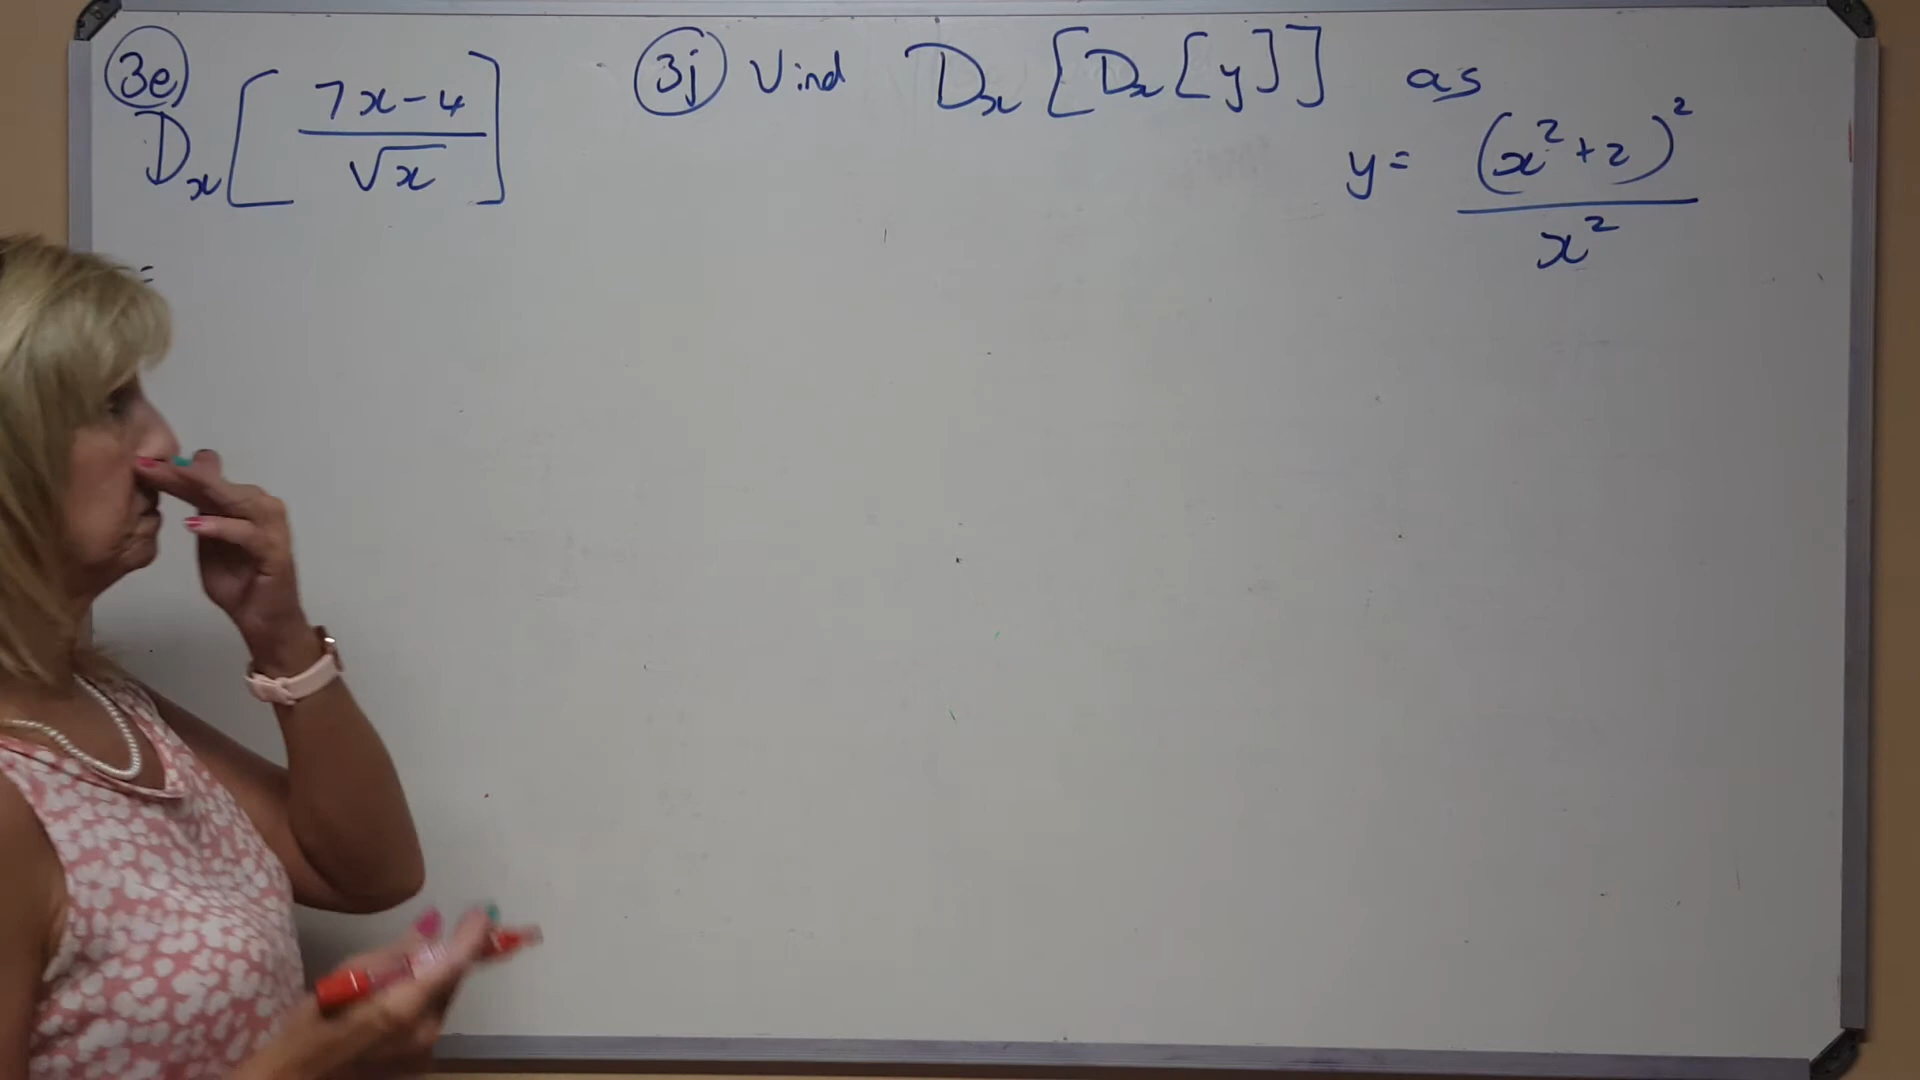 3e
Dx [ (7x-4) / √x ]
=
3j Vind Dx [ Dx [ y ] ] as
y = (x² + 2)² / x²